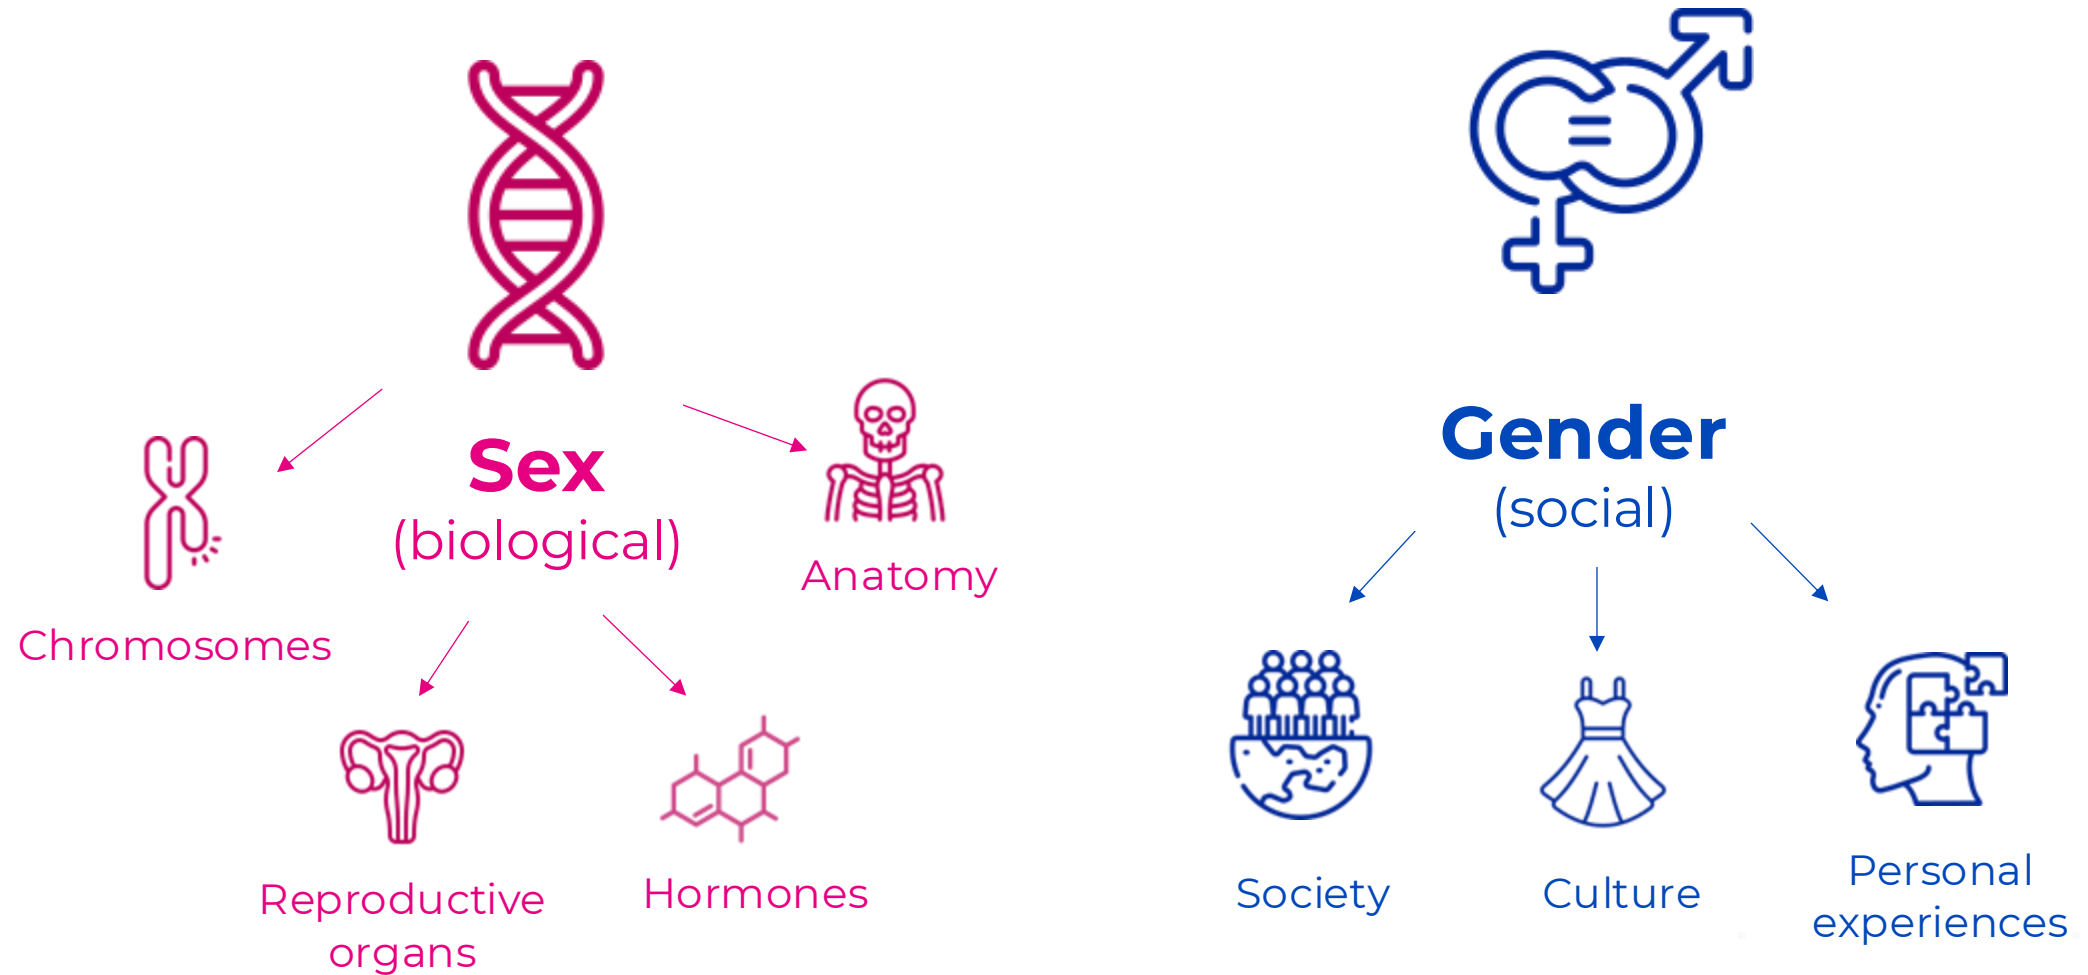 Sex
(biological)
Chromosomes
Reproductive
organs
Hormones
Anatomy
Gender
(social)
Society
Culture
Personal
experiences